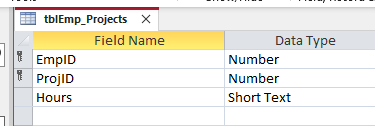 tblEmp_Projects
Field Name Data Type
EmpID Number
ProjID Number
Hours Short Text